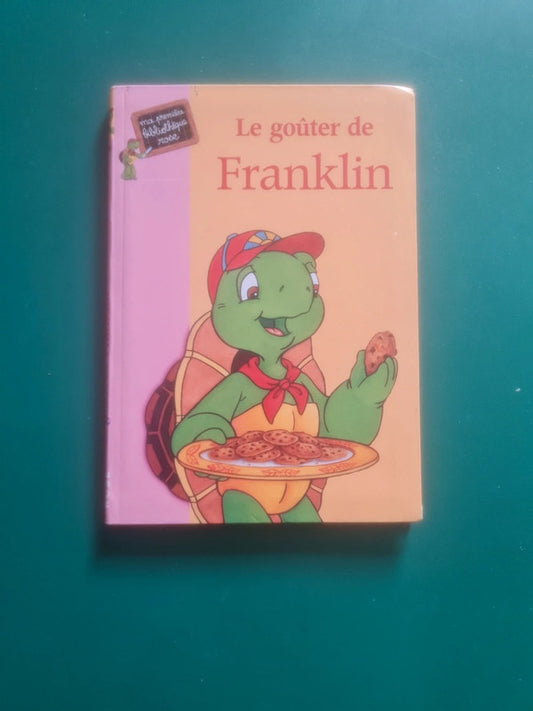 ma première
bibliothèque
rose
Le goûter de
Franklin